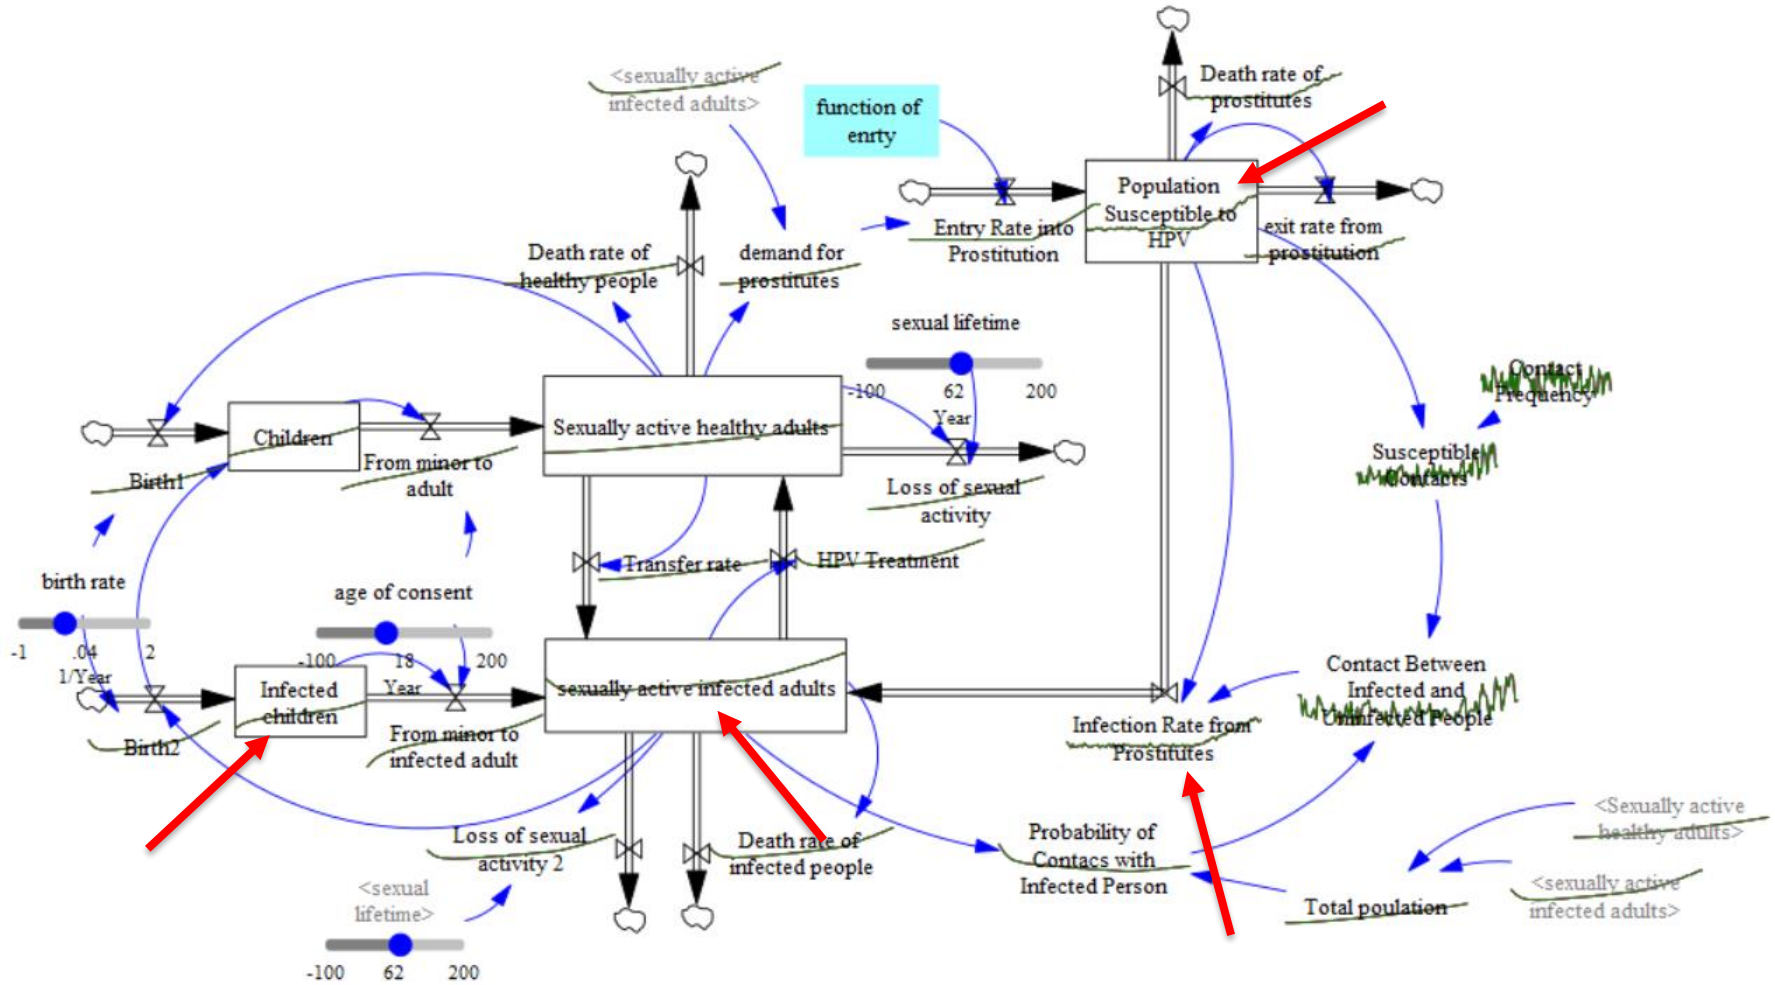 <sexually active
infected adults>
function of
enrty
Death rate of
prostitutes
Population
Susceptible to
HPV
Entry Rate into
Prostitution
exit rate from
prostitution
Death rate of
healthy people
demand for
prostitutes
sexual lifetime
-100 62 200
Year
Contact
Frequency
Children
Sexually active healthy adults
Birth1
From minor to
adult
Loss of sexual
activity
Susceptible
Contacts
Transfer rate
HPV Treatment
birth rate
-1 .04 2
1/Year
age of consent
-100 18 200
Year
Infected
children
sexually active infected adults
Contact Between
Infected and
Uninfected People
Birth2
From minor to
infected adult
Infection Rate from
Prostitutes
Loss of sexual
activity 2
Death rate of
infected people
Probability of
Contacs with
Infected Person
<Sexually active
healthy adults>
<sexual
lifetime>
-100 62 200
Total poulation
<sexually active
infected adults>